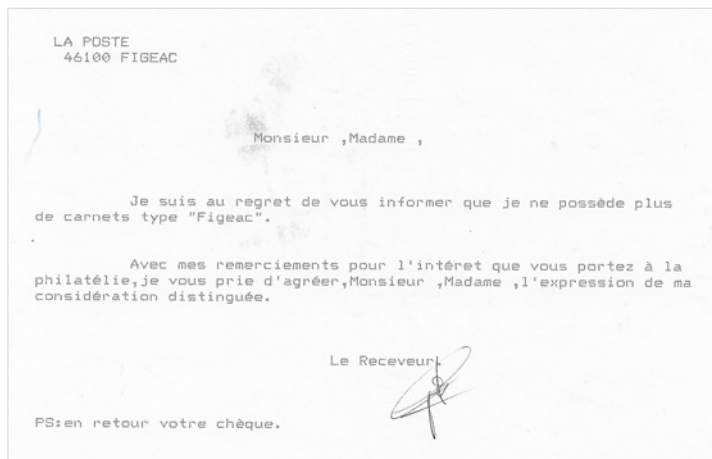 LA POSTE
46100 FIGEAC
Monsieur ,Madame ,
Je suis au regret de vous informer que je ne possède plus
de carnets type "Figeac".
Avec mes remerciements pour l'intéret que vous portez à la
philatélie,je vous prie d'agréer,Monsieur ,Madame ,l'expression de ma
considération distinguée.
Le Receveur.
PS:en retour votre chèque.